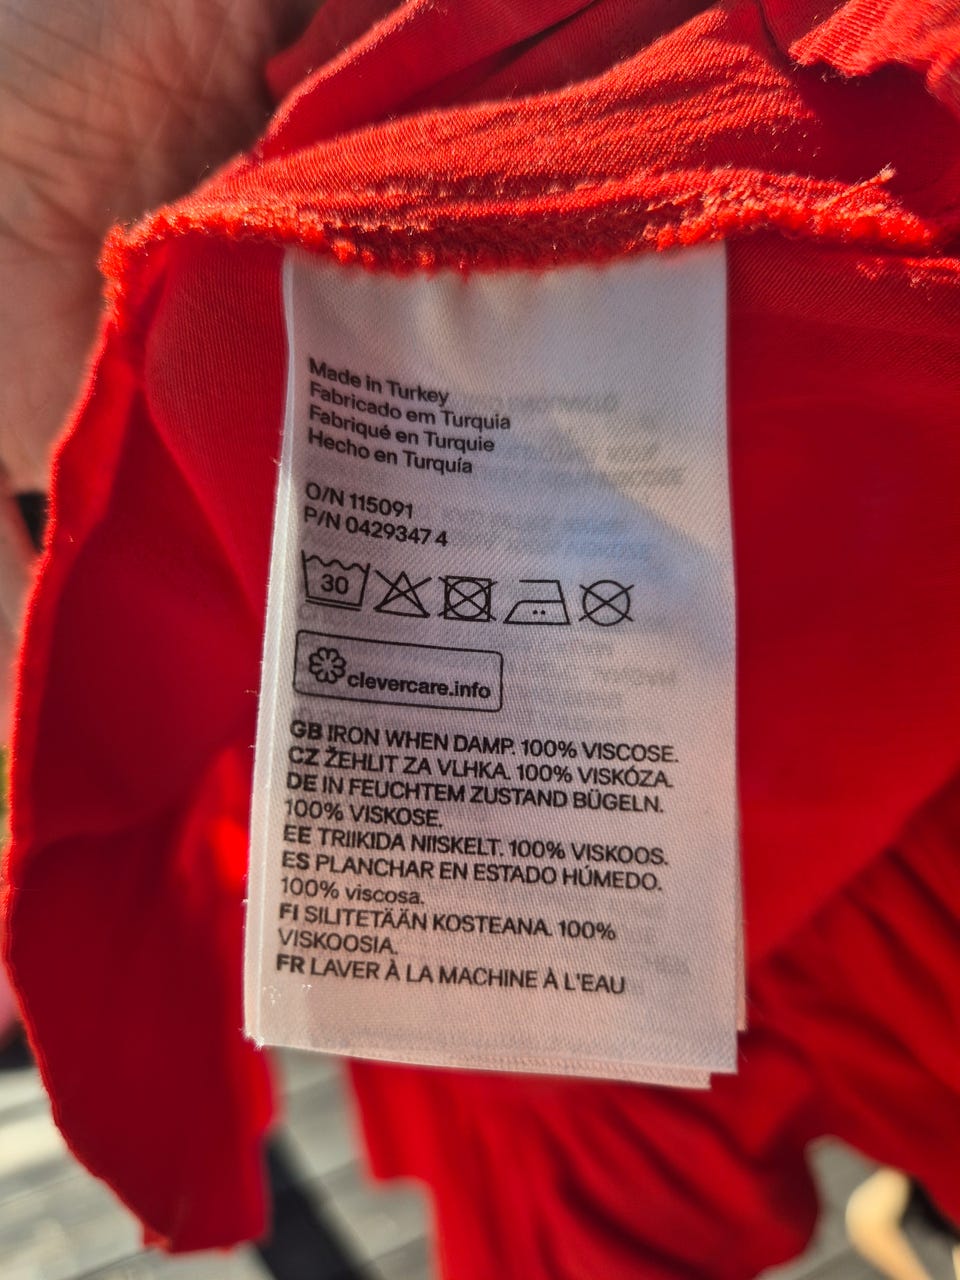 Made in Turkey
Fabricado em Turquia
Fabriqué en Turquie
Hecho en Turquía
O/N 115091
P/N 0429347 4
30
clevercare.info
GB IRON WHEN DAMP. 100% VISCOSE.
CZ ŽEHLIT ZA VLHKA. 100% VISKÓZA.
DE IN FEUCHTEM ZUSTAND BÜGELN.
100% VISKOSE.
EE TRIIKIDA NIISKELT. 100% VISKOOS.
ES PLANCHAR EN ESTADO HÚMEDO.
100% viscosa.
FI SILITETÄÄN KOSTEANA. 100%
VISKOOSIA.
FR LAVER À LA MACHINE À L'EAU